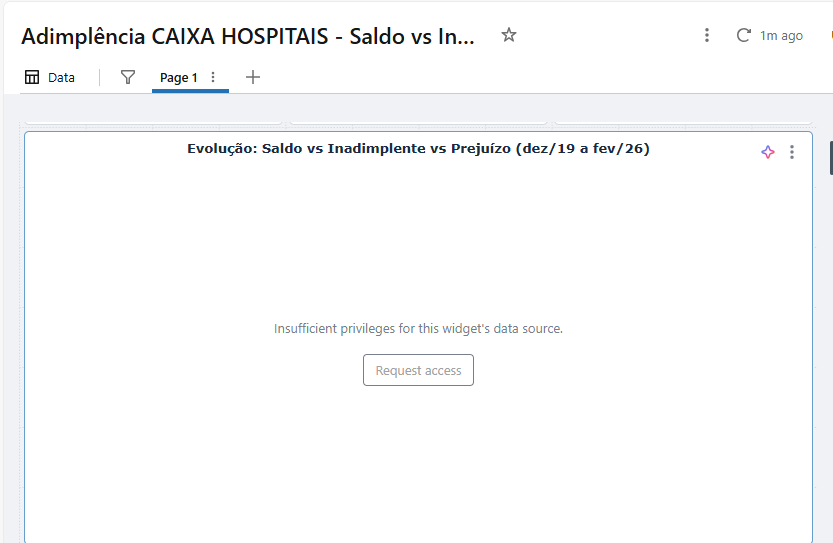 Adimplência CAIXA HOSPITAIS - Saldo vs In...
1m ago
Data
Page 1
Evolução: Saldo vs Inadimplente vs Prejuízo (dez/19 a fev/26)
Insufficient privileges for this widget's data source.
Request access